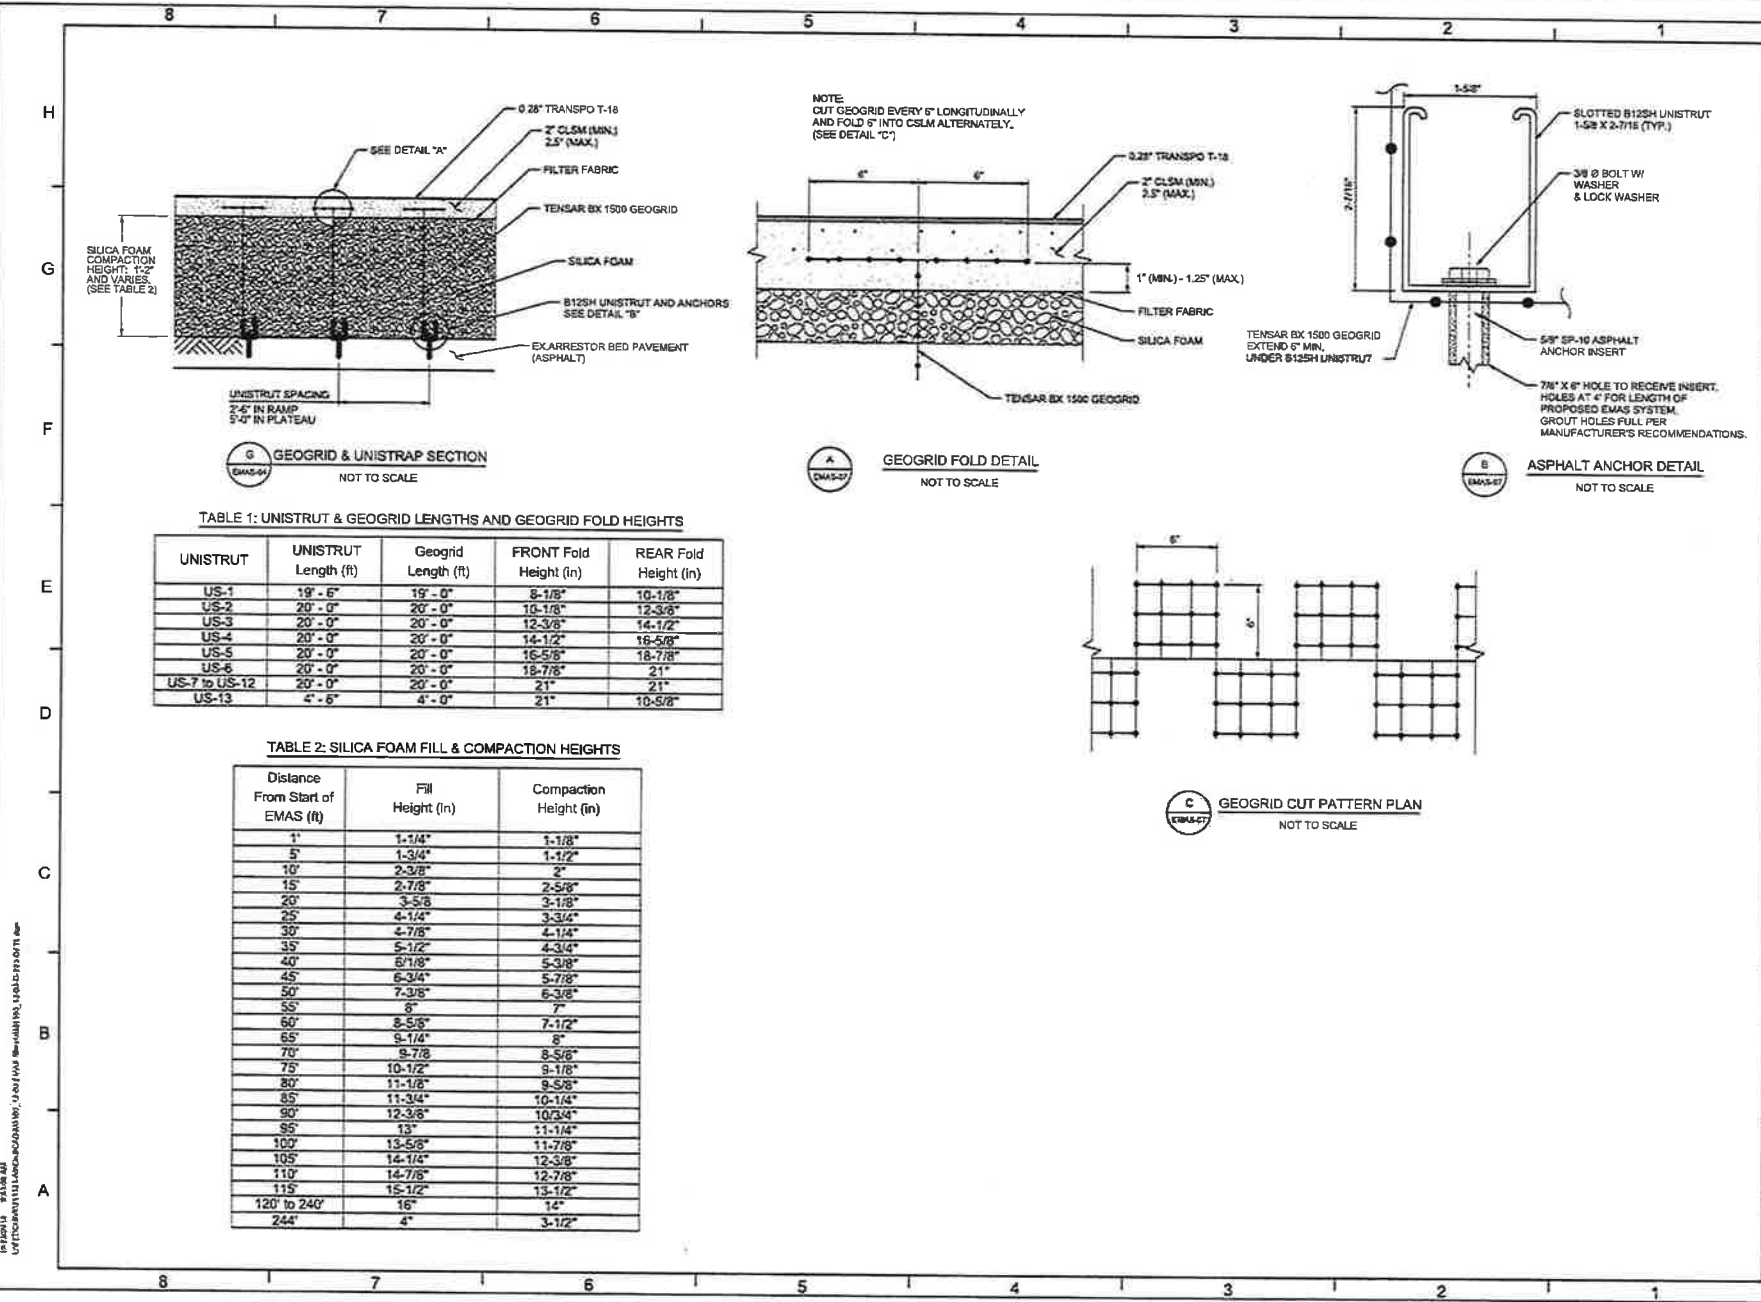 8 7 6 5 4 3 2 1
H
G
F
E
D
C
B
A
0.28" TRANSPO T-18
2" CLSM (MIN.)
2.5" (MAX.)
SEE DETAIL "A"
FILTER FABRIC
TENSAR BX 1500 GEOGRID
SILICA FOAM
COMPACTION
HEIGHT: 1'-2"
AND VARIES.
(SEE TABLE 2)
SILICA FOAM
B12SH UNISTRUT AND ANCHORS
SEE DETAIL "B"
EX.ARRESTOR BED PAVEMENT
(ASPHALT)
UNISTRUT SPACING
2'-6" IN RAMP
5'-0" IN PLATEAU
G
EMAS-04
GEOGRID & UNISTRAP SECTION
NOT TO SCALE
NOTE:
CUT GEOGRID EVERY 6" LONGITUDINALLY
AND FOLD 6" INTO CSLM ALTERNATELY.
(SEE DETAIL "C")
0.28" TRANSPO T-18
6" 6"
2" CLSM (MIN.)
2.5" (MAX.)
1" (MIN.) - 1.25" (MAX.)
FILTER FABRIC
SILICA FOAM
TENSAR BX 1500 GEOGRID
A
EMAS-07
GEOGRID FOLD DETAIL
NOT TO SCALE
1-5/8"
SLOTTED B12SH UNISTRUT
1-5/8 X 2-7/16 (TYP.)
3/8 Ø BOLT W/
WASHER
& LOCK WASHER
2-7/16"
TENSAR BX 1500 GEOGRID
EXTEND 6" MIN.
UNDER B12SH UNISTRUT
5/8" SP-10 ASPHALT
ANCHOR INSERT
7/8" X 6" HOLE TO RECEIVE INSERT.
HOLES AT 4' FOR LENGTH OF
PROPOSED EMAS SYSTEM.
GROUT HOLES FULL PER
MANUFACTURER'S RECOMMENDATIONS.
B
EMAS-07
ASPHALT ANCHOR DETAIL
NOT TO SCALE
TABLE 1: UNISTRUT & GEOGRID LENGTHS AND GEOGRID FOLD HEIGHTS
UNISTRUT UNISTRUT Length (ft) Geogrid Length (ft) FRONT Fold Height (in) REAR Fold Height (in)
US-1 19' - 6" 19' - 0" 8-1/8" 10-1/8"
US-2 20' - 0" 20' - 0" 10-1/8" 12-3/8"
US-3 20' - 0" 20' - 0" 12-3/8" 14-1/2"
US-4 20' - 0" 20' - 0" 14-1/2" 16-5/8"
US-5 20' - 0" 20' - 0" 16-5/8" 18-7/8"
US-6 20' - 0" 20' - 0" 18-7/8" 21"
US-7 to US-12 20' - 0" 20' - 0" 21" 21"
US-13 4' - 6" 4' - 0" 21" 10-5/8"
6"
6"
C
EMAS-07
GEOGRID CUT PATTERN PLAN
NOT TO SCALE
TABLE 2: SILICA FOAM FILL & COMPACTION HEIGHTS
Distance From Start of EMAS (ft) Fill Height (in) Compaction Height (in)
1' 1-1/4" 1-1/8"
5' 1-3/4" 1-1/2"
10' 2-3/8" 2"
15' 2-7/8" 2-5/8"
20' 3-5/8 3-1/8"
25' 4-1/4" 3-3/4"
30' 4-7/8" 4-1/4"
35' 5-1/2" 4-3/4"
40' 6/1/8" 5-3/8"
45' 6-3/4" 5-7/8"
50' 7-3/8" 6-3/8"
55' 8" 7"
60' 8-5/8" 7-1/2"
65' 9-1/4" 8"
70' 9-7/8 8-5/8"
75' 10-1/2" 9-1/8"
80' 11-1/8" 9-5/8"
85' 11-3/4" 10-1/4"
90' 12-3/8" 10/3/4"
95' 13" 11-1/4"
100' 13-5/8" 11-7/8"
105' 14-1/4" 12-3/8"
110' 14-7/8" 12-7/8"
115' 15-1/2" 13-1/2"
120' to 240' 16" 14"
244' 4" 3-1/2"
8 7 6 5 4 3 2 1